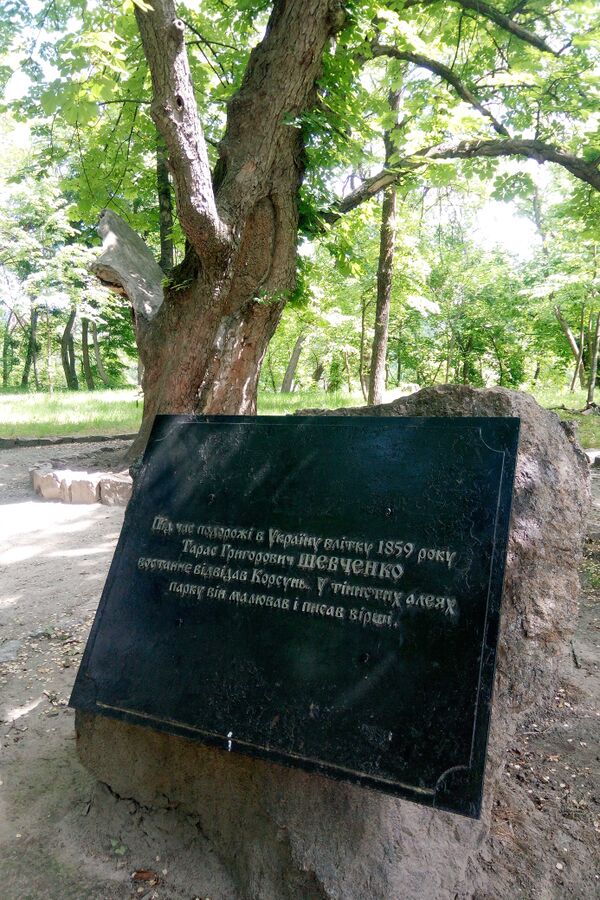 Під час подорожі в Україну влітку 1859 року
Тарас Григорович Шевченко
востаннє відвідав Корсунь. У тінистих алеях
парку він малював і писав вірші.